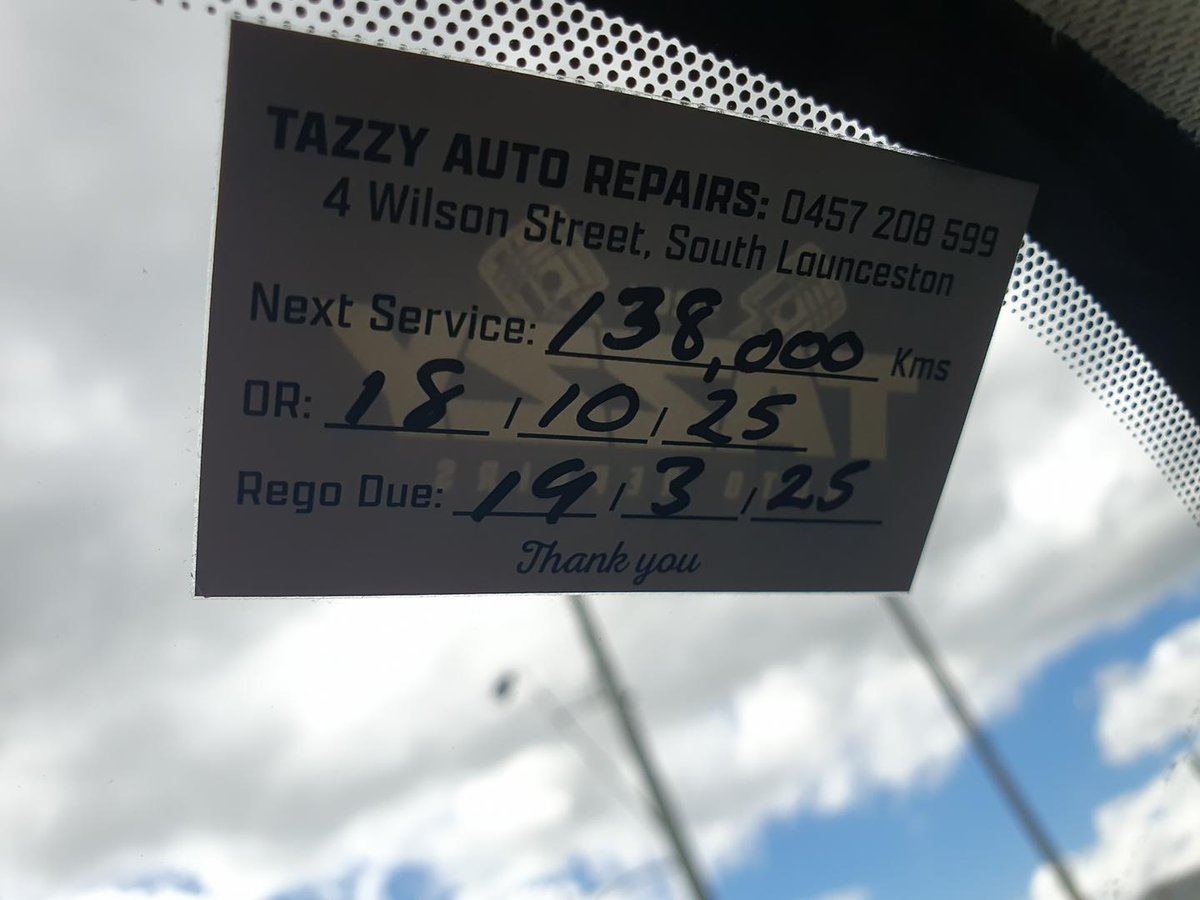 TAZZY AUTO REPAIRS: 0457 208 599
4 Wilson Street, South Launceston
Next Service: 138,000 Kms
OR: 18 / 10 / 25
Rego Due: 19 / 3 / 25
Thank you